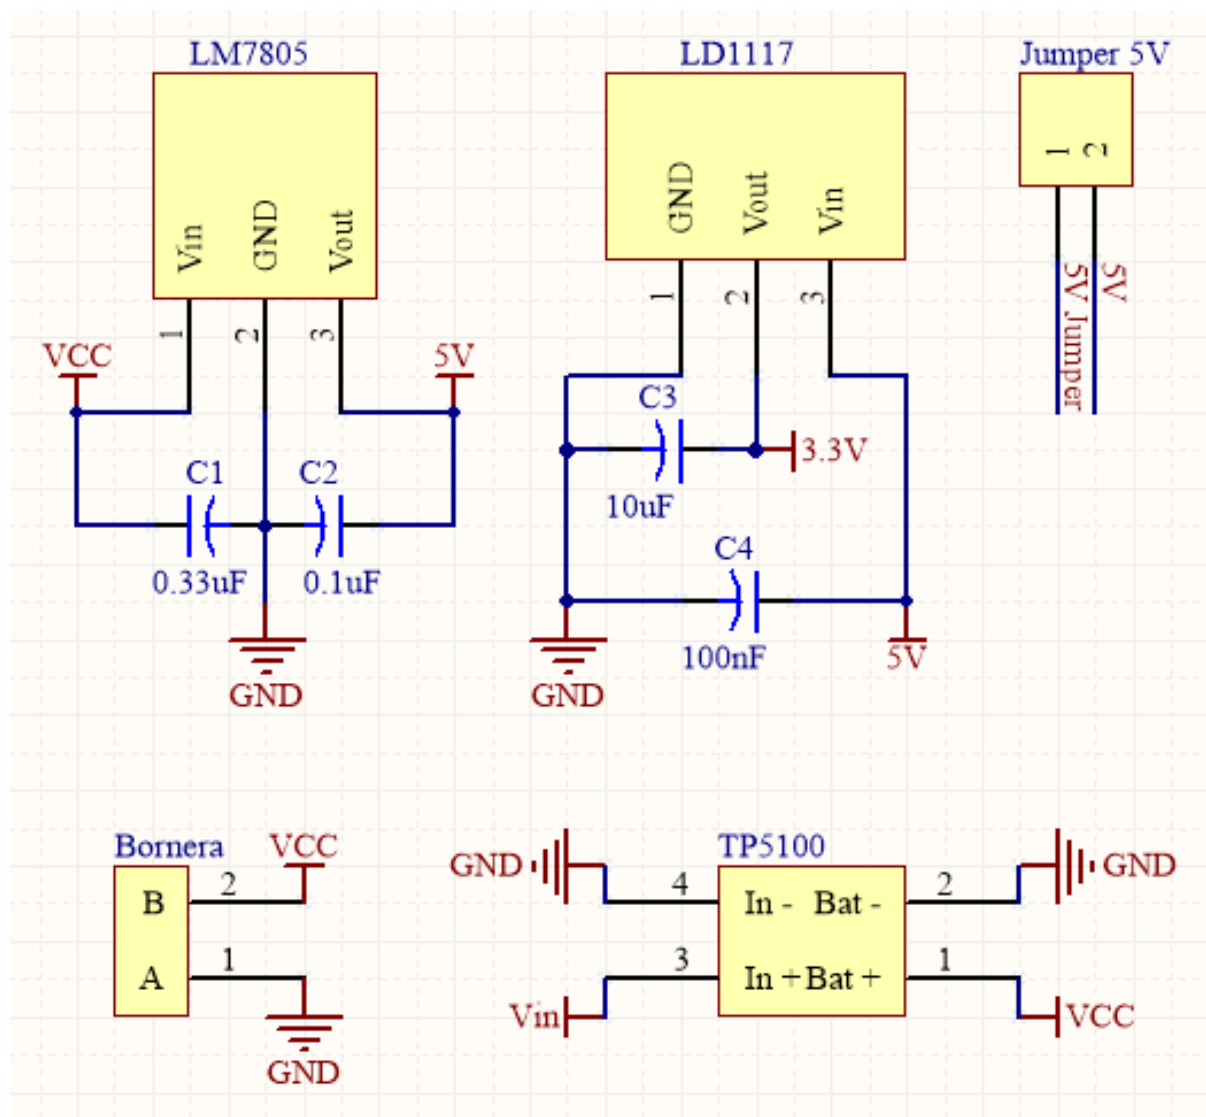 LM7805
Vin
GND
Vout
1
2
3
VCC
5V
C1
C2
0.33uF
0.1uF
GND
LD1117
GND
Vout
Vin
1
2
3
C3
3.3V
10uF
C4
100nF
GND
5V
Jumper 5V
1
2
5V Jumper
5V
Bornera
VCC
B
2
A
1
GND
TP5100
GND
4
In - Bat -
2
GND
3
In + Bat +
1
Vin
VCC